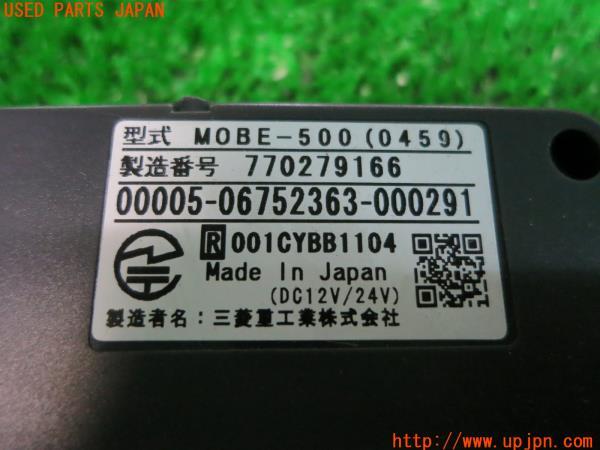 USED PARTS JAPAN
型式 MOBE-500(0459)
製造番号 770279166
00005-06752363-000291
R 001CYBB1104
Made In Japan
(DC12V/24V)
製造者名：三菱重工業株式会社
http://www.upjpn.com/